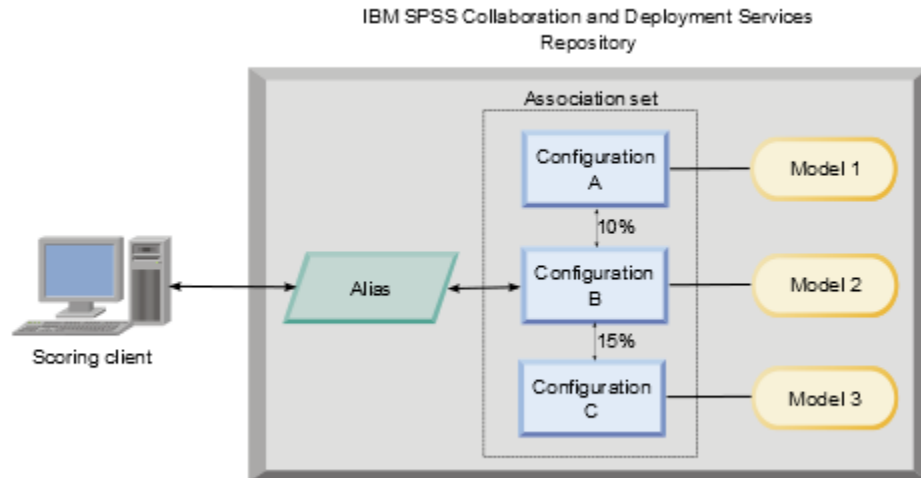 IBM SPSS Collaboration and Deployment Services
Repository
Association set
Configuration
A
Model 1
10%
Alias
Configuration
B
Model 2
15%
Scoring client
Configuration
C
Model 3